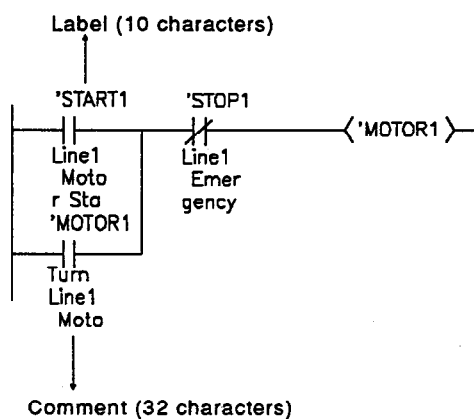 Label (10 characters)
'START1
'STOP1
'MOTOR1
Line1
Moto
r Sta
Line1
Emer
gency
'MOTOR1
Turn
Line1
Moto
Comment (32 characters)